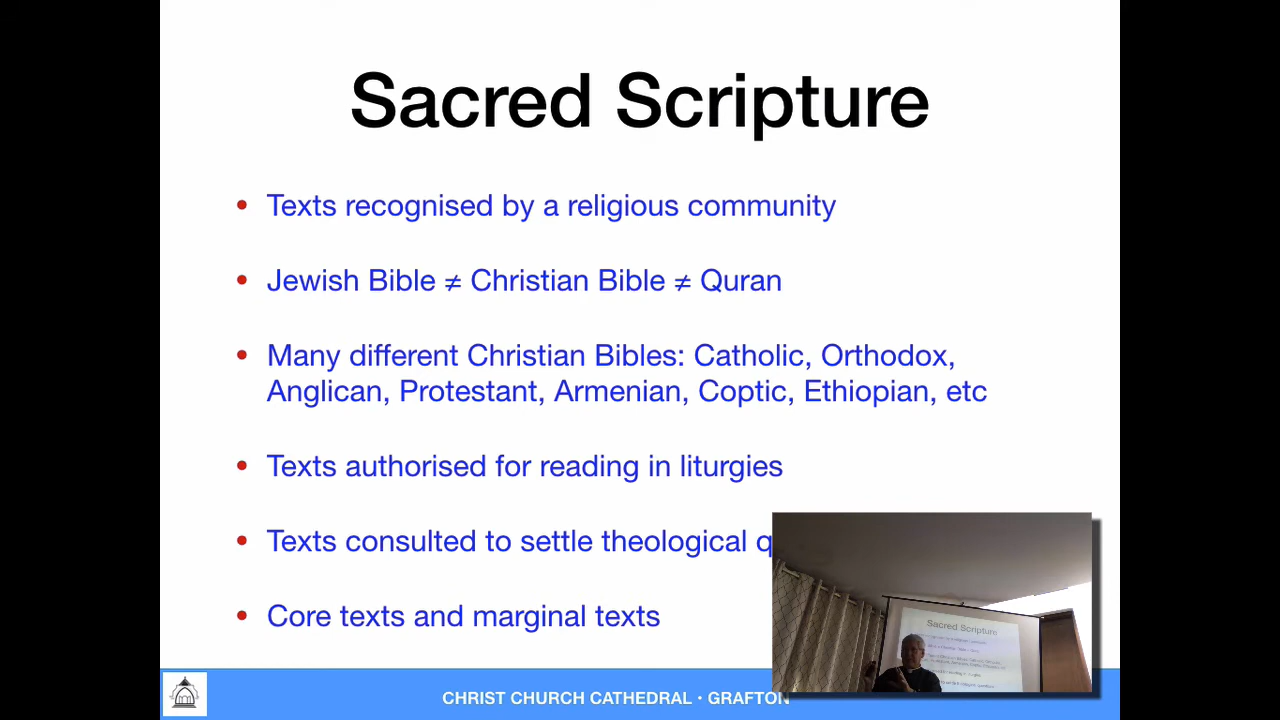 Sacred Scripture
• Texts recognised by a religious community
• Jewish Bible ≠ Christian Bible ≠ Quran
• Many different Christian Bibles: Catholic, Orthodox,
Anglican, Protestant, Armenian, Coptic, Ethiopian, etc
• Texts authorised for reading in liturgies
• Texts consulted to settle theological
• Core texts and marginal texts
CHRIST CHURCH CATHEDRAL • GRAFTON
Sacred Scripture